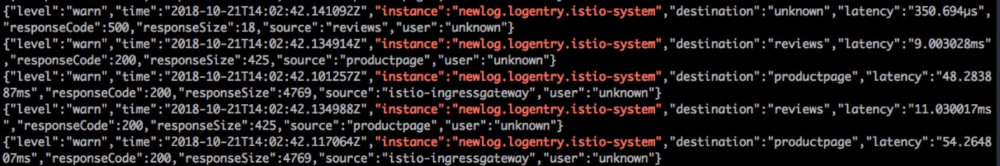 {"level":"warn","time":"2018-10-21T14:02:42.141092Z","instance":"newlog.logentry.istio-system","destination":"unknown","latency":"350.694µs",
"responseCode":500,"responseSize":18,"source":"reviews","user":"unknown"}
{"level":"warn","time":"2018-10-21T14:02:42.134914Z","instance":"newlog.logentry.istio-system","destination":"reviews","latency":"9.003028ms"
,"responseCode":200,"responseSize":425,"source":"productpage","user":"unknown"}
{"level":"warn","time":"2018-10-21T14:02:42.101257Z","instance":"newlog.logentry.istio-system","destination":"productpage","latency":"48.2838
87ms","responseCode":200,"responseSize":4769,"source":"istio-ingressgateway","user":"unknown"}
{"level":"warn","time":"2018-10-21T14:02:42.134988Z","instance":"newlog.logentry.istio-system","destination":"reviews","latency":"11.030017ms
","responseCode":200,"responseSize":425,"source":"productpage","user":"unknown"}
{"level":"warn","time":"2018-10-21T14:02:42.117064Z","instance":"newlog.logentry.istio-system","destination":"productpage","latency":"54.2648
07ms","responseCode":200,"responseSize":4769,"source":"istio-ingressgateway","user":"unknown"}